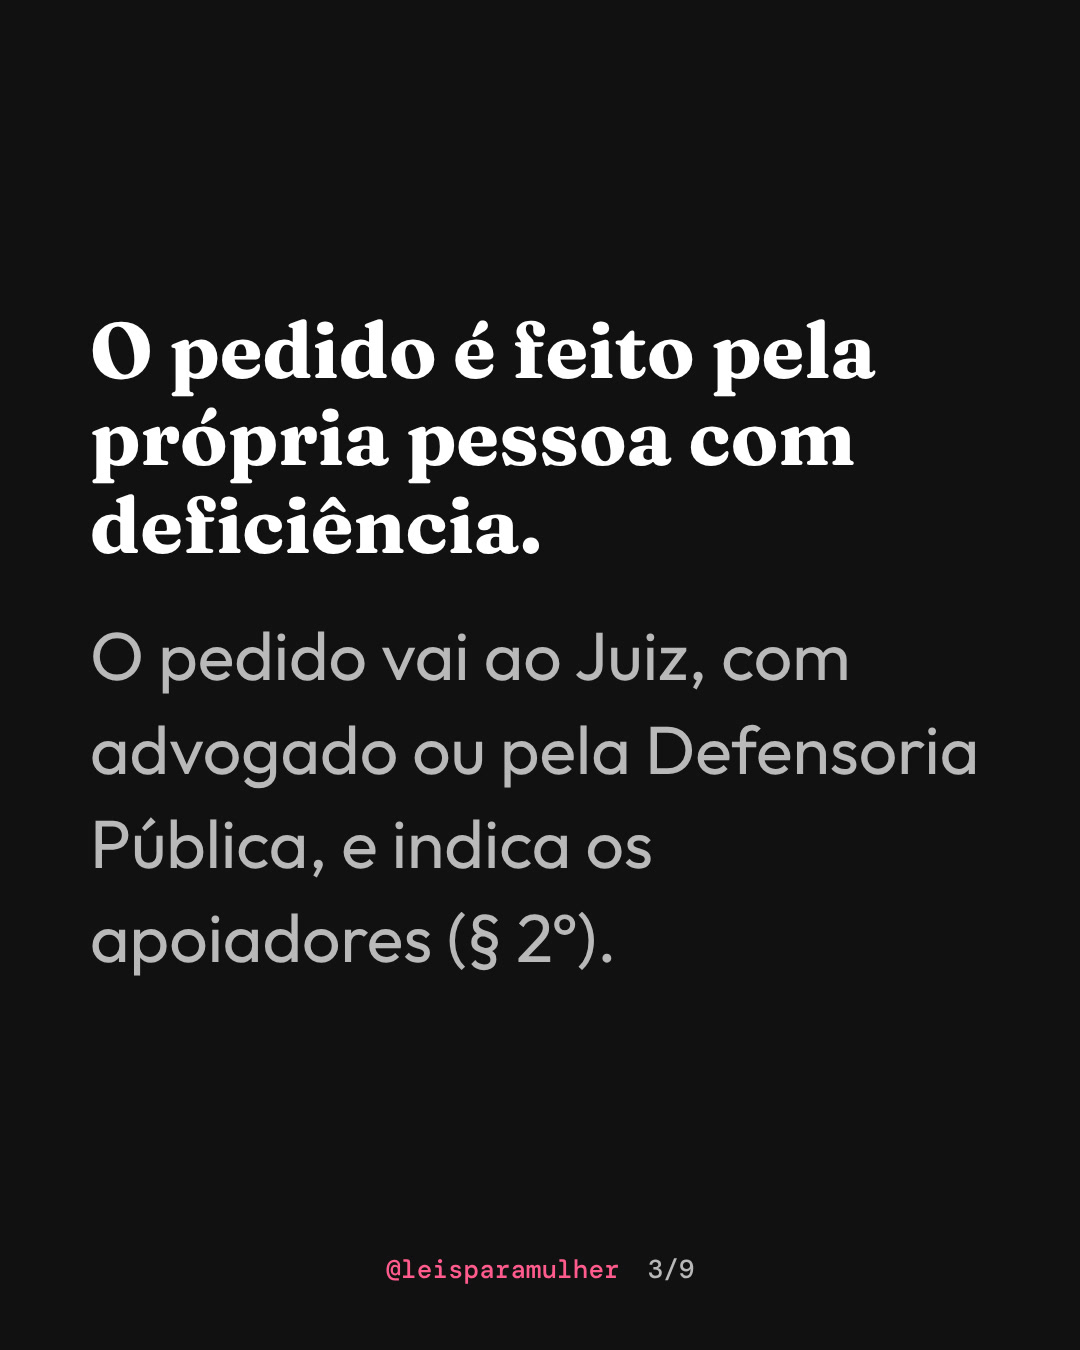 O pedido é feito pela
própria pessoa com
deficiência.
O pedido vai ao Juiz, com
advogado ou pela Defensoria
Pública, e indica os
apoiadores (§ 2º).
@leisparamulher 3/9